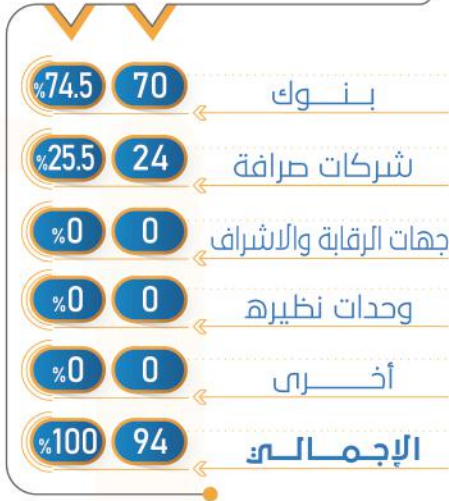 بنوك 70 %74.5
شركات صرافة 24 %25.5
جهات الرقابة والاشراف 0 %0
وحدات نظيره 0 %0
أخرى 0 %0
الإجمالي 94 %100